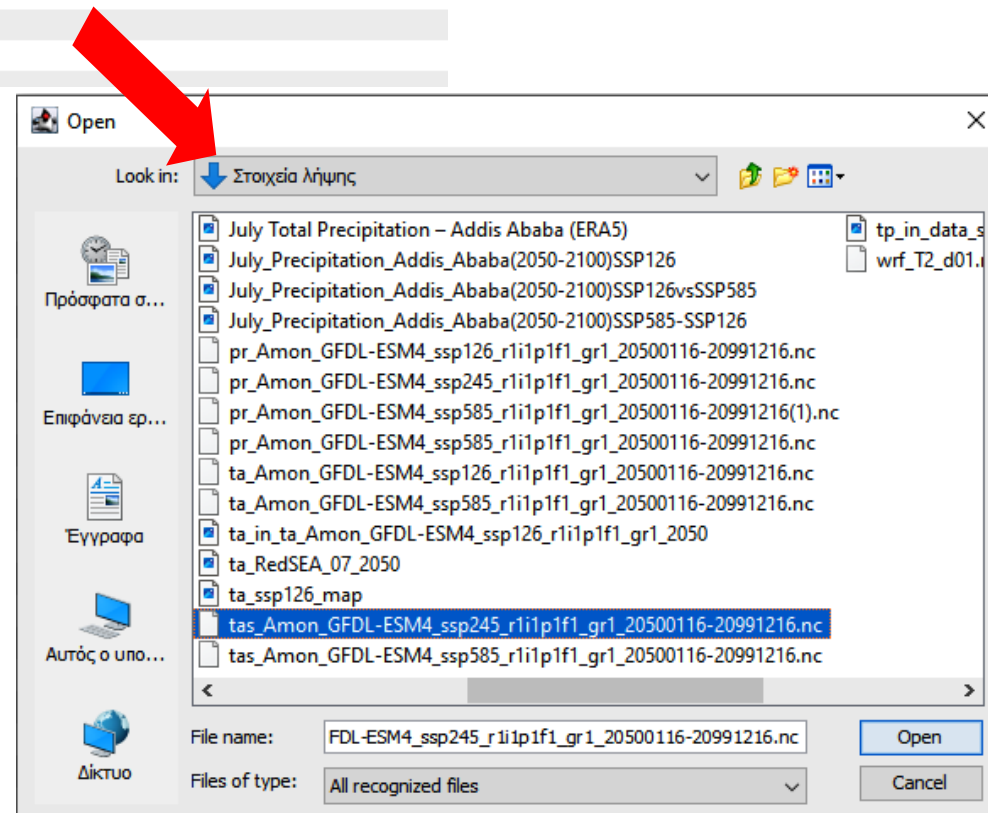 Open
Look in:
Στοιχεία λήψης
Πρόσφατα σ...
Επιφάνεια ερ...
Έγγραφα
Αυτός ο υπο...
Δίκτυο
July Total Precipitation – Addis Ababa (ERA5)
July_Precipitation_Addis_Ababa(2050-2100)SSP126
July_Precipitation_Addis_Ababa(2050-2100)SSP126vsSSP585
July_Precipitation_Addis_Ababa(2050-2100)SSP585-SSP126
pr_Amon_GFDL-ESM4_ssp126_r1i1p1f1_gr1_20500116-20991216.nc
pr_Amon_GFDL-ESM4_ssp245_r1i1p1f1_gr1_20500116-20991216.nc
pr_Amon_GFDL-ESM4_ssp585_r1i1p1f1_gr1_20500116-20991216(1).nc
pr_Amon_GFDL-ESM4_ssp585_r1i1p1f1_gr1_20500116-20991216.nc
ta_Amon_GFDL-ESM4_ssp126_r1i1p1f1_gr1_20500116-20991216.nc
ta_Amon_GFDL-ESM4_ssp585_r1i1p1f1_gr1_20500116-20991216.nc
ta_in_ta_Amon_GFDL-ESM4_ssp126_r1i1p1f1_gr1_2050
ta_RedSEA_07_2050
ta_ssp126_map
tas_Amon_GFDL-ESM4_ssp245_r1i1p1f1_gr1_20500116-20991216.nc
tas_Amon_GFDL-ESM4_ssp585_r1i1p1f1_gr1_20500116-20991216.nc
tp_in_data_s
wrf_T2_d01.
File name:
FDL-ESM4_ssp245_r1i1p1f1_gr1_20500116-20991216.nc
Open
Files of type:
All recognized files
Cancel